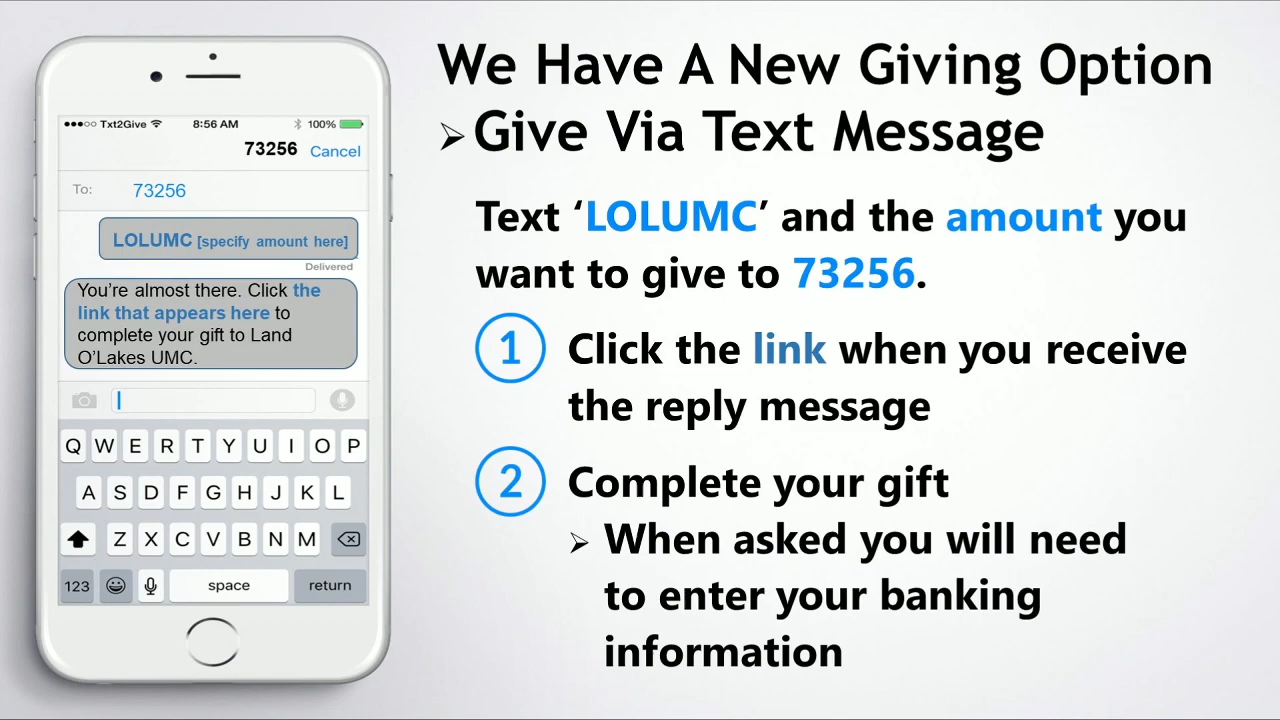 We Have A New Giving Option
➢ Give Via Text Message
Text ‘LOLUMC’ and the amount you
want to give to 73256.
1 Click the link when you receive
the reply message
2 Complete your gift
➢ When asked you will need
to enter your banking
information
●●●○○ Txt2Give 8:56 AM 100%
73256 Cancel
To: 73256
LOLUMC [specify amount here]
Delivered
You’re almost there. Click the
link that appears here to
complete your gift to Land
O’Lakes UMC.
Q W E R T Y U I O P
A S D F G H J K L
Z X C V B N M
123 space return